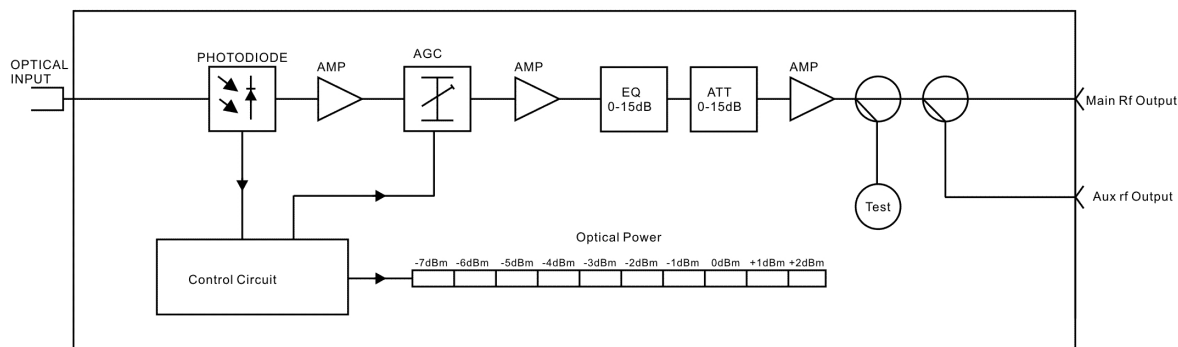 OPTICAL
INPUT
PHOTODIODE
AMP
AGC
AMP
EQ
0-15dB
ATT
0-15dB
AMP
Main Rf Output
Test
Aux rf Output
Control Circuit
Optical Power
-7dBm -6dBm -5dBm -4dBm -3dBm -2dBm -1dBm 0dBm +1dBm +2dBm